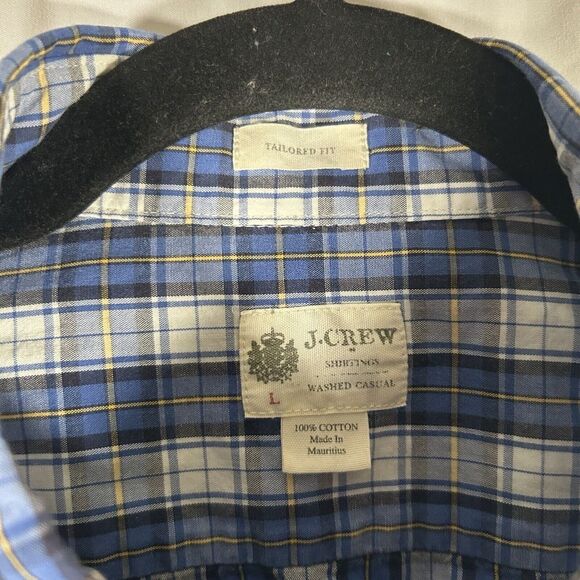 TAILORED FIT
J.CREW
SHIRTINGS
WASHED CASUAL
L
100% COTTON
Made In
Mauritius